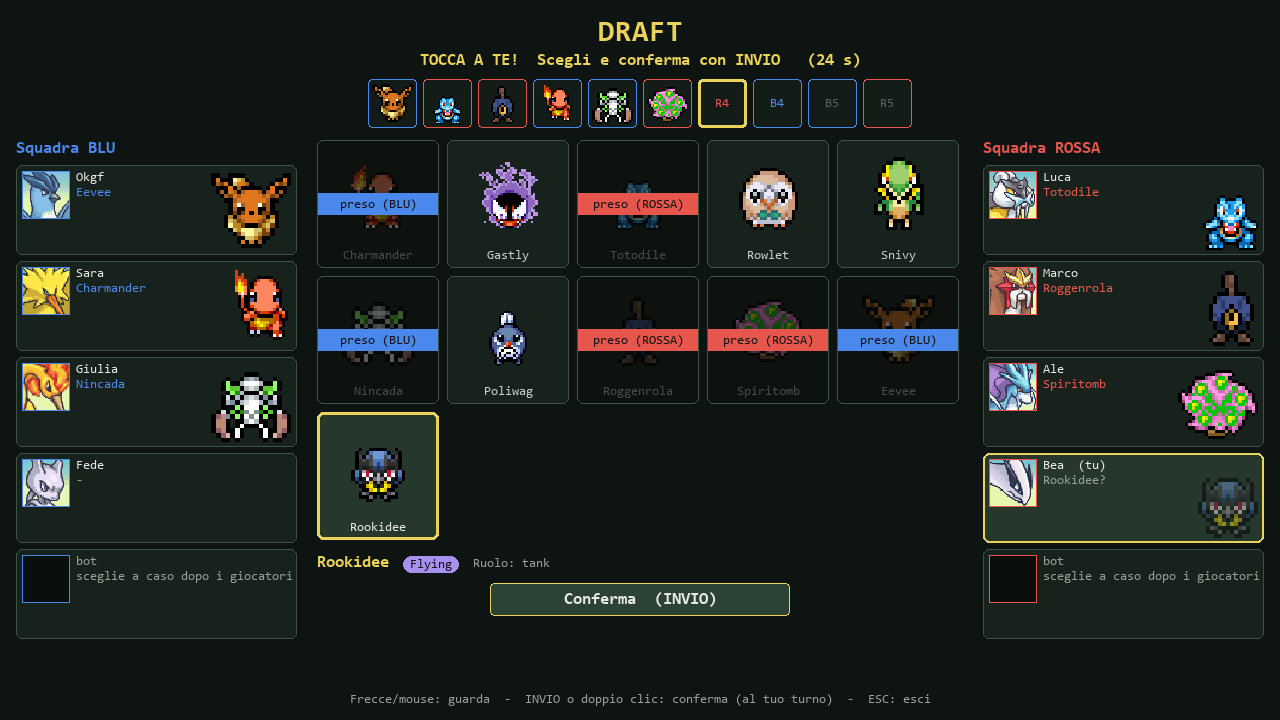 DRAFT
TOCCA A TE!  Scegli e conferma con INVIO   (24 s)
R4
B4
B5
R5
Squadra BLU
Okgf
Eevee
Sara
Charmander
Giulia
Nincada
Fede
-
bot
sceglie a caso dopo i giocatori
preso (BLU)
Charmander
Gastly
preso (ROSSA)
Totodile
Rowlet
Snivy
preso (BLU)
Nincada
Poliwag
preso (ROSSA)
Roggenrola
preso (ROSSA)
Spiritomb
preso (BLU)
Eevee
Rookidee
Rookidee
Flying
Ruolo: tank
Conferma  (INVIO)
Squadra ROSSA
Luca
Totodile
Marco
Roggenrola
Ale
Spiritomb
Bea  (tu)
Rookidee?
bot
sceglie a caso dopo i giocatori
Frecce/mouse: guarda  -  INVIO o doppio clic: conferma (al tuo turno)  -  ESC: esci